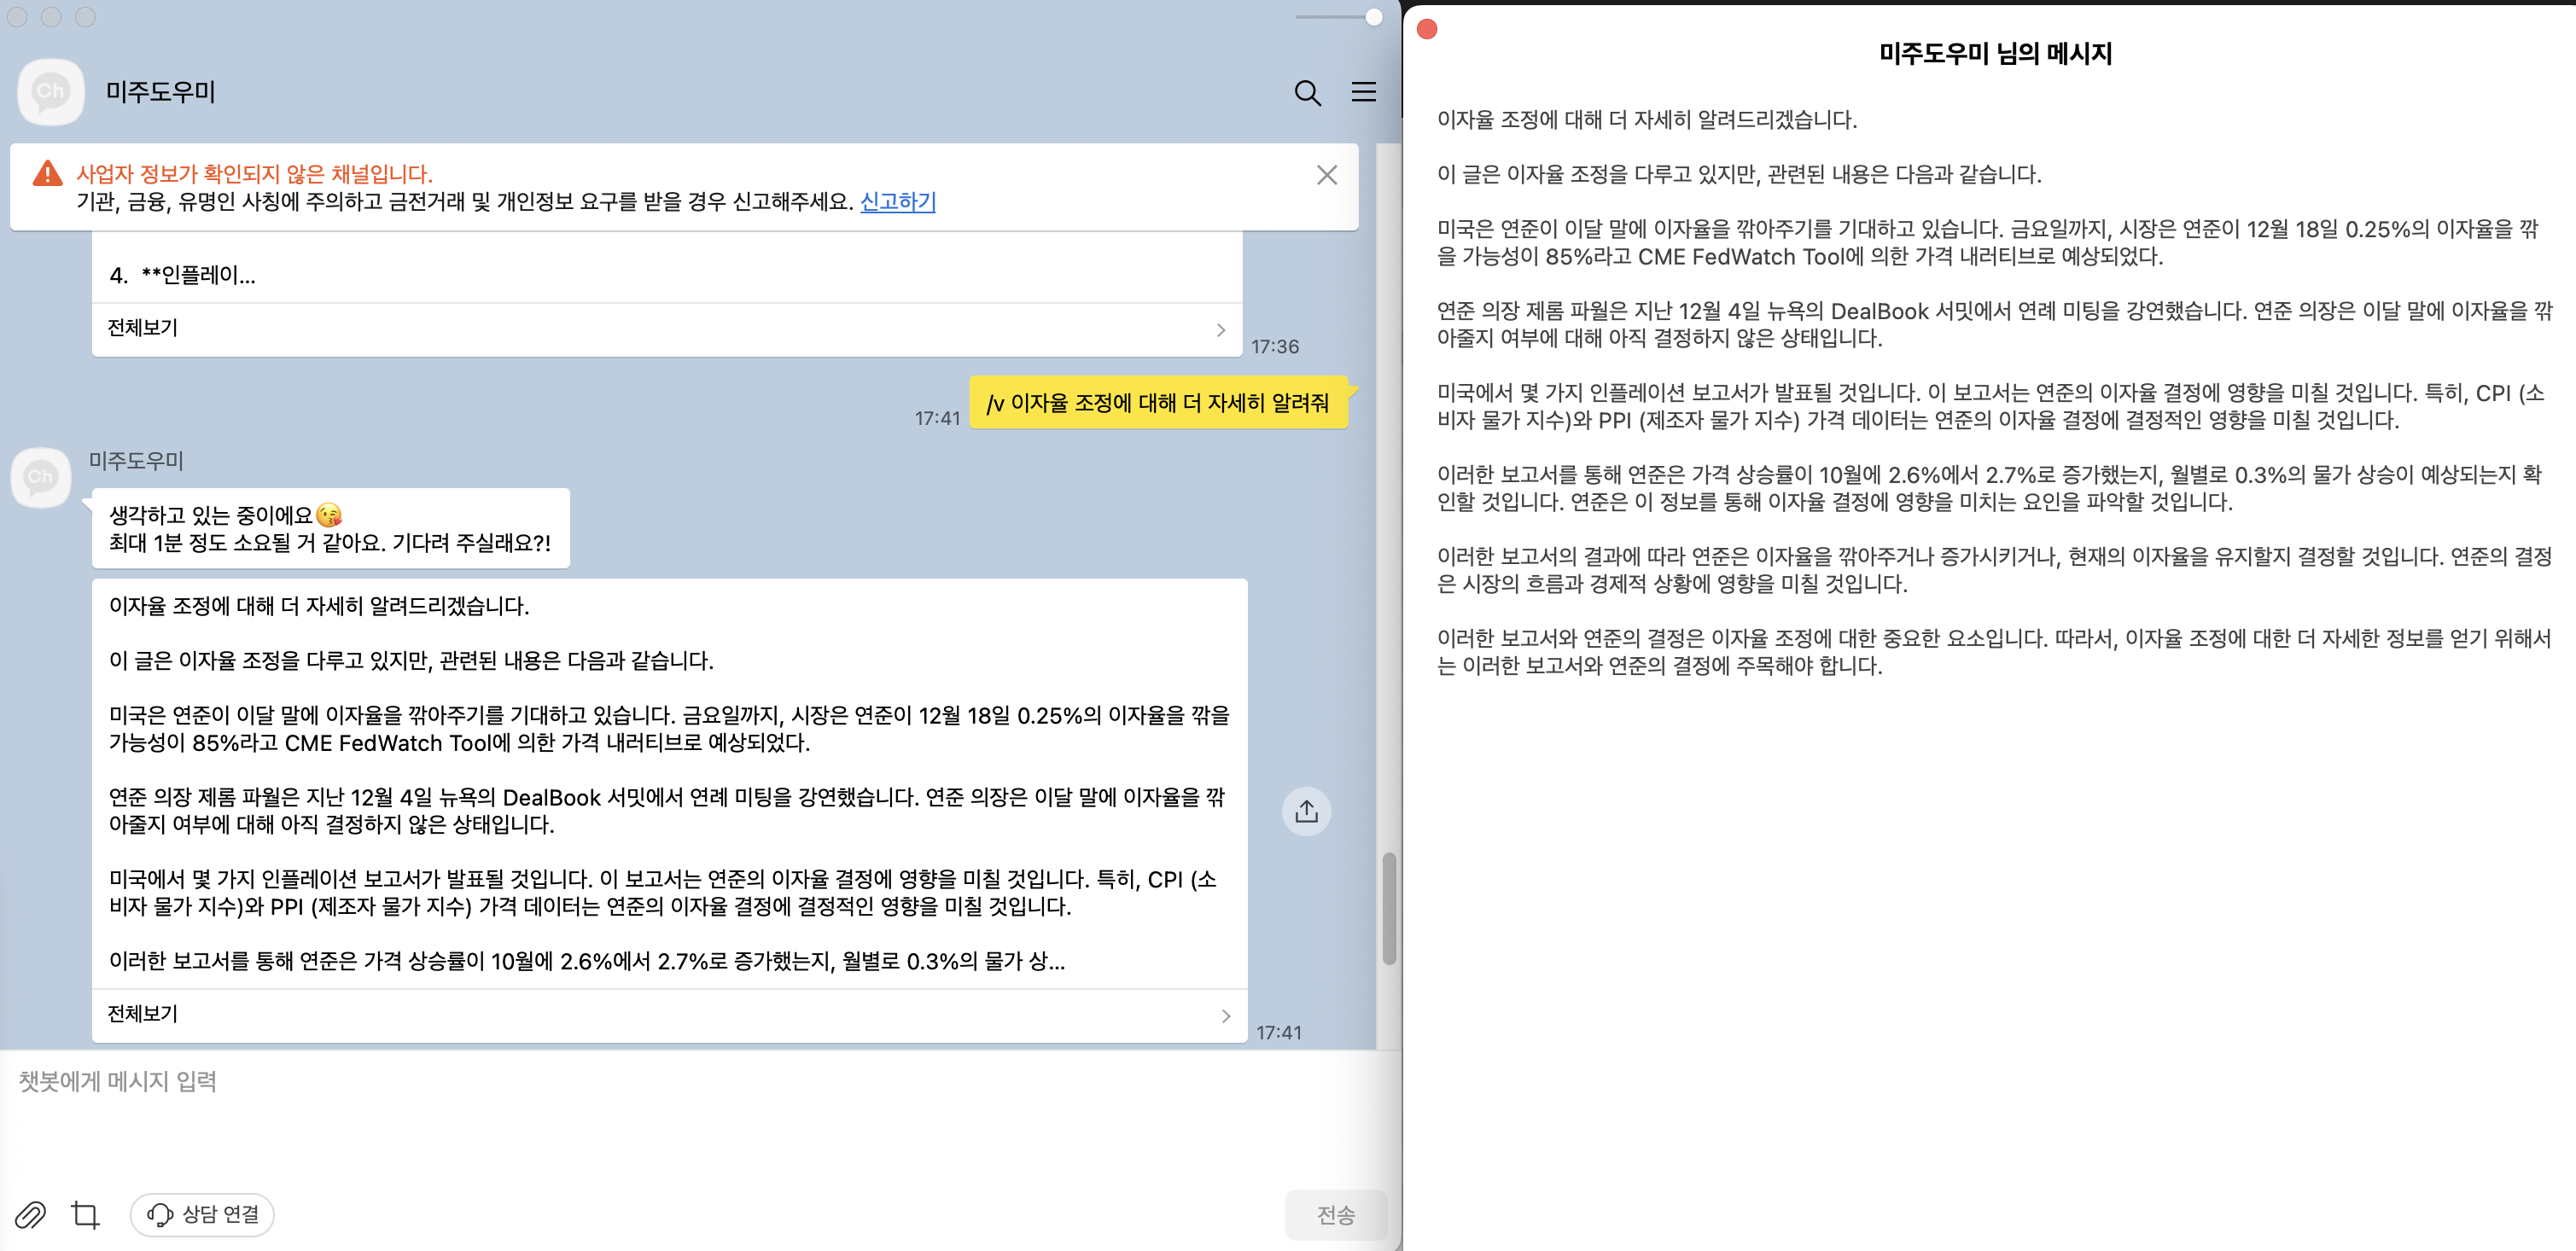 Ch
미주도우미
사업자 정보가 확인되지 않은 채널입니다.
기관, 금융, 유명인 사칭에 주의하고 금전거래 및 개인정보 요구를 받을 경우 신고해주세요. 신고하기
4. **인플레이...
전체보기
17:36
/v 이자율 조정에 대해 더 자세히 알려줘
17:41
Ch
미주도우미
생각하고 있는 중이에요😘
최대 1분 정도 소요될 거 같아요. 기다려 주실래요?!
이자율 조정에 대해 더 자세히 알려드리겠습니다.
이 글은 이자율 조정을 다루고 있지만, 관련된 내용은 다음과 같습니다.
미국은 연준이 이달 말에 이자율을 깎아주기를 기대하고 있습니다. 금요일까지, 시장은 연준이 12월 18일 0.25%의 이자율을 깎을
가능성이 85%라고 CME FedWatch Tool에 의한 가격 내러티브로 예상되었다.
연준 의장 제롬 파월은 지난 12월 4일 뉴욕의 DealBook 서밋에서 연례 미팅을 강연했습니다. 연준 의장은 이달 말에 이자율을 깎
아줄지 여부에 대해 아직 결정하지 않은 상태입니다.
미국에서 몇 가지 인플레이션 보고서가 발표될 것입니다. 이 보고서는 연준의 이자율 결정에 영향을 미칠 것입니다. 특히, CPI (소
비자 물가 지수)와 PPI (제조자 물가 지수) 가격 데이터는 연준의 이자율 결정에 결정적인 영향을 미칠 것입니다.
이러한 보고서를 통해 연준은 가격 상승률이 10월에 2.6%에서 2.7%로 증가했는지, 월별로 0.3%의 물가 상...
전체보기
17:41
챗봇에게 메시지 입력
상담 연결
전송
미주도우미 님의 메시지
이자율 조정에 대해 더 자세히 알려드리겠습니다.
이 글은 이자율 조정을 다루고 있지만, 관련된 내용은 다음과 같습니다.
미국은 연준이 이달 말에 이자율을 깎아주기를 기대하고 있습니다. 금요일까지, 시장은 연준이 12월 18일 0.25%의 이자율을 깎
을 가능성이 85%라고 CME FedWatch Tool에 의한 가격 내러티브로 예상되었다.
연준 의장 제롬 파월은 지난 12월 4일 뉴욕의 DealBook 서밋에서 연례 미팅을 강연했습니다. 연준 의장은 이달 말에 이자율을 깎
아줄지 여부에 대해 아직 결정하지 않은 상태입니다.
미국에서 몇 가지 인플레이션 보고서가 발표될 것입니다. 이 보고서는 연준의 이자율 결정에 영향을 미칠 것입니다. 특히, CPI (소
비자 물가 지수)와 PPI (제조자 물가 지수) 가격 데이터는 연준의 이자율 결정에 결정적인 영향을 미칠 것입니다.
이러한 보고서를 통해 연준은 가격 상승률이 10월에 2.6%에서 2.7%로 증가했는지, 월별로 0.3%의 물가 상승이 예상되는지 확
인할 것입니다. 연준은 이 정보를 통해 이자율 결정에 영향을 미치는 요인을 파악할 것입니다.
이러한 보고서의 결과에 따라 연준은 이자율을 깎아주거나 증가시키거나, 현재의 이자율을 유지할지 결정할 것입니다. 연준의 결정
은 시장의 흐름과 경제적 상황에 영향을 미칠 것입니다.
이러한 보고서와 연준의 결정은 이자율 조정에 대한 중요한 요소입니다. 따라서, 이자율 조정에 대한 더 자세한 정보를 얻기 위해서
는 이러한 보고서와 연준의 결정에 주목해야 합니다.